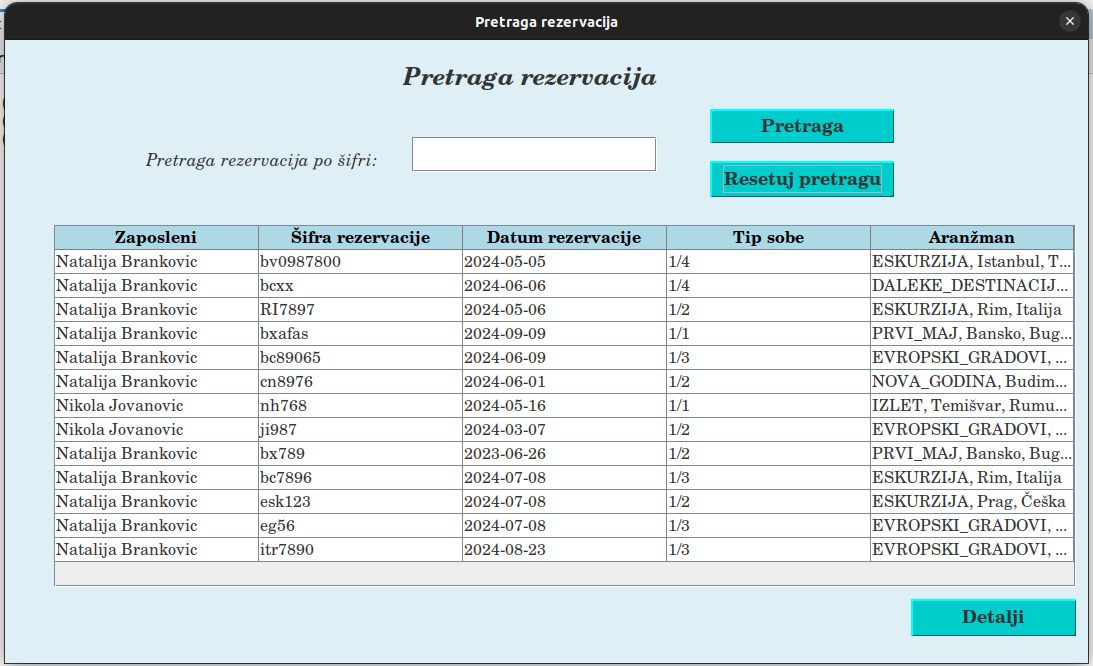 Pretraga rezervacija
Pretraga rezervacija
Pretraga
Pretraga rezervacija po šifri:
Resetuj pretragu
Zaposleni Šifra rezervacije Datum rezervacije Tip sobe Aranžman
Natalija Brankovic bv0987800 2024-05-05 1/4 ESKURZIJA, Istanbul, T...
Natalija Brankovic bcxx 2024-06-06 1/4 DALEKE_DESTINACIJ...
Natalija Brankovic RI7897 2024-05-06 1/2 ESKURZIJA, Rim, Italija
Natalija Brankovic bxafas 2024-09-09 1/1 PRVI_MAJ, Bansko, Bug...
Natalija Brankovic bc89065 2024-06-09 1/3 EVROPSKI_GRADOVI, ...
Natalija Brankovic cn8976 2024-06-01 1/2 NOVA_GODINA, Budim...
Nikola Jovanovic nh768 2024-05-16 1/1 IZLET, Temišvar, Rumu...
Nikola Jovanovic ji987 2024-03-07 1/2 EVROPSKI_GRADOVI, ...
Natalija Brankovic bx789 2023-06-26 1/2 PRVI_MAJ, Bansko, Bug...
Natalija Brankovic bc7896 2024-07-08 1/3 ESKURZIJA, Rim, Italija
Natalija Brankovic esk123 2024-07-08 1/2 ESKURZIJA, Prag, Češka
Natalija Brankovic eg56 2024-07-08 1/3 EVROPSKI_GRADOVI, ...
Natalija Brankovic itr7890 2024-08-23 1/3 EVROPSKI_GRADOVI, ...
Detalji